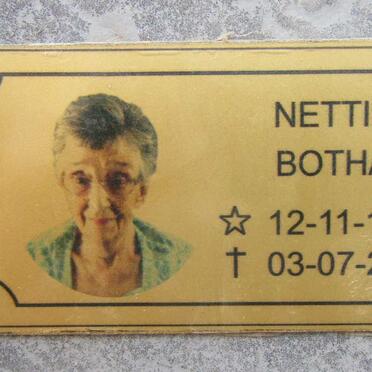 NETTI
BOTHA
☆ 12-11-1
† 03-07-2